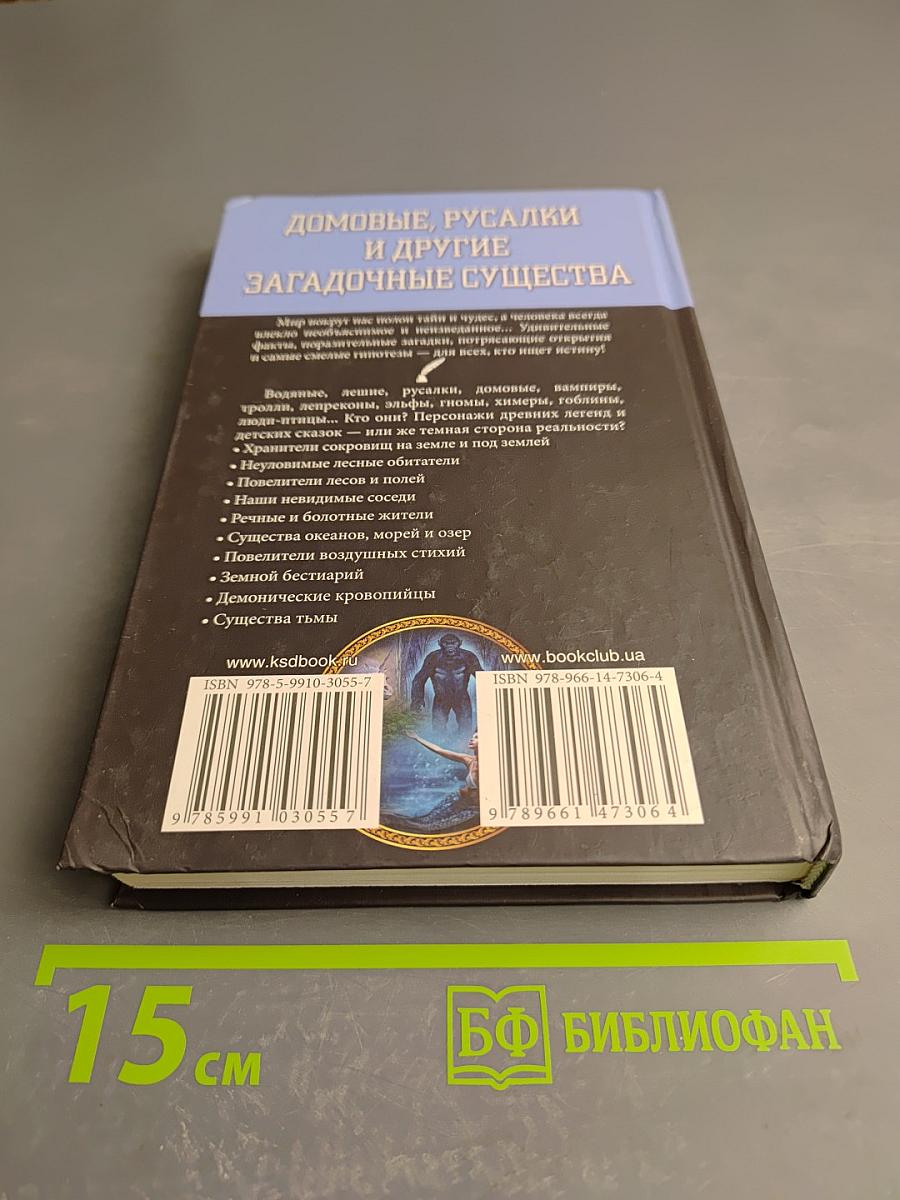 ДОМОВЫЕ, РУСАЛКИ
И ДРУГИЕ
ЗАГАДОЧНЫЕ СУЩЕСТВА
Мир вокруг нас полон тайн и чудес, а человека всегда
влекло необъяснимое и неизведанное... Удивительные
факты, поразительные загадки, потрясающие открытия
и самые смелые гипотезы — для всех, кто ищет истину!
Водяные, лешие, русалки, домовые, вампиры,
тролли, лепреконы, эльфы, гномы, химеры, гоблины,
люди-птицы... Кто они? Персонажи древних легенд и
детских сказок — или же темная сторона реальности?
• Хранители сокровищ на земле и под землей
• Неуловимые лесные обитатели
• Повелители лесов и полей
• Наши невидимые соседи
• Речные и болотные жители
• Существа океанов, морей и озер
• Повелители воздушных стихий
• Земной бестиарий
• Демонические кровопийцы
• Существа тьмы
www.ksdbook.ru
www.bookclub.ua
ISBN 978-5-9910-3055-7
9 785991 030557
ISBN 978-966-14-7306-4
9 789661 473064
15 см
БФ БИБЛИОФАН